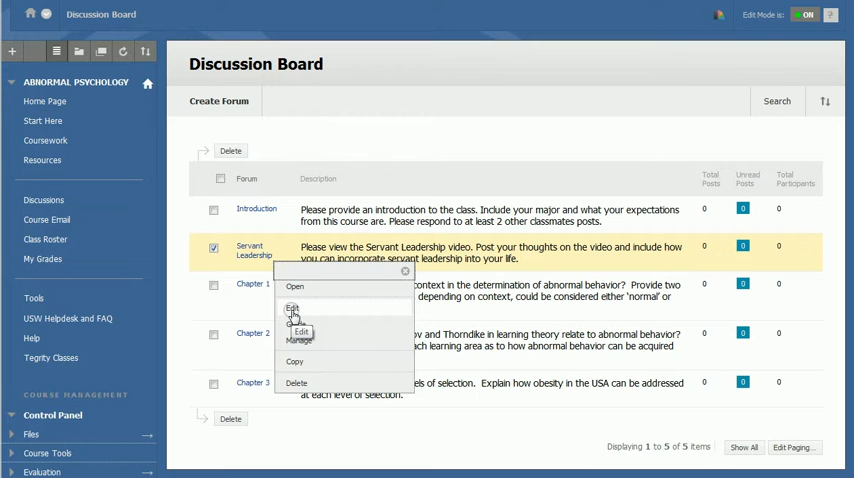 Discussion Board
Edit Mode is: ON ?
ABNORMAL PSYCHOLOGY
Home Page
Start Here
Coursework
Resources
Discussions
Course Email
Class Roster
My Grades
Tools
USW Helpdesk and FAQ
Help
Tegrity Classes
COURSE MANAGEMENT
Control Panel
Files
Course Tools
Evaluation
Discussion Board
Create Forum
Search
Delete
Forum Description Total Posts Unread Posts Total Participants
Introduction
Please provide an introduction to the class. Include your major and what your expectations
from this course are. Please respond to at least 2 other classmates posts.
0 0 0
Servant
Leadership
Please view the Servant Leadership video. Post your thoughts on the video and include how
you can incorporate servant leadership into your life.
0 0 0
Open
Edit
Grade
Edit
Manage
Copy
Delete
Chapter 1
context in the determination of abnormal behavior? Provide two
depending on context, could be considered either 'normal' or
0 0 0
Chapter 2
ov and Thorndike in learning theory relate to abnormal behavior?
each learning area as to how abnormal behavior can be acquired
0 0 0
Chapter 3
els of selection. Explain how obesity in the USA can be addressed
at each level of selection.
0 0 0
Delete
Displaying 1 to 5 of 5 items Show All Edit Paging...